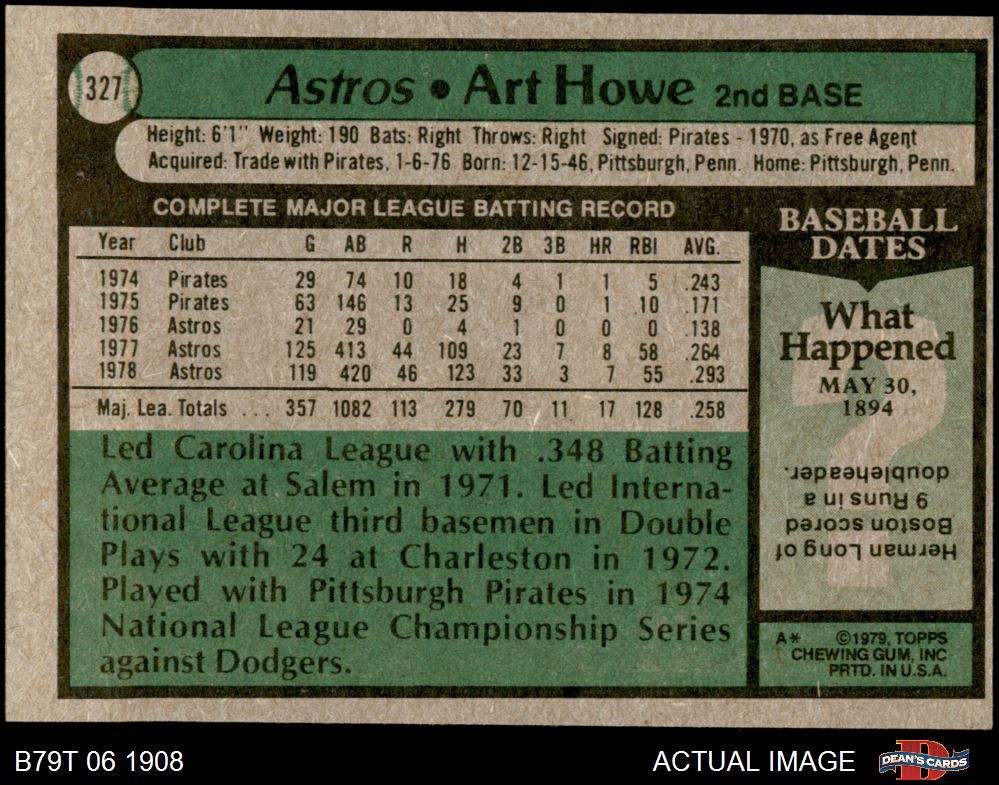 327
Astros • Art Howe 2nd BASE
Height: 6'1" Weight: 190 Bats: Right Throws: Right Signed: Pirates - 1970, as Free Agent
Acquired: Trade with Pirates, 1-6-76 Born: 12-15-46, Pittsburgh, Penn. Home: Pittsburgh, Penn.
COMPLETE MAJOR LEAGUE BATTING RECORD
Year Club G AB R H 2B 3B HR RBI AVG.
1974 Pirates 29 74 10 18 4 1 1 5 .243
1975 Pirates 63 146 13 25 9 0 1 10 .171
1976 Astros 21 29 0 4 1 0 0 0 .138
1977 Astros 125 413 44 109 23 7 8 58 .264
1978 Astros 119 420 46 123 33 3 7 55 .293
Maj. Lea. Totals ... 357 1082 113 279 70 11 17 128 .258
Led Carolina League with .348 Batting
Average at Salem in 1971. Led Interna-
tional League third basemen in Double
Plays with 24 at Charleston in 1972.
Played with Pittsburgh Pirates in 1974
National League Championship Series
against Dodgers.
BASEBALL
DATES
What
Happened
MAY 30,
1894
Herman Long of
Boston scored
9 Runs in a
doubleheader.
A* ©1979, TOPPS
CHEWING GUM, INC
PRTD. IN U.S.A.
B79T 06 1908
ACTUAL IMAGE
D
DEAN'S CARDS